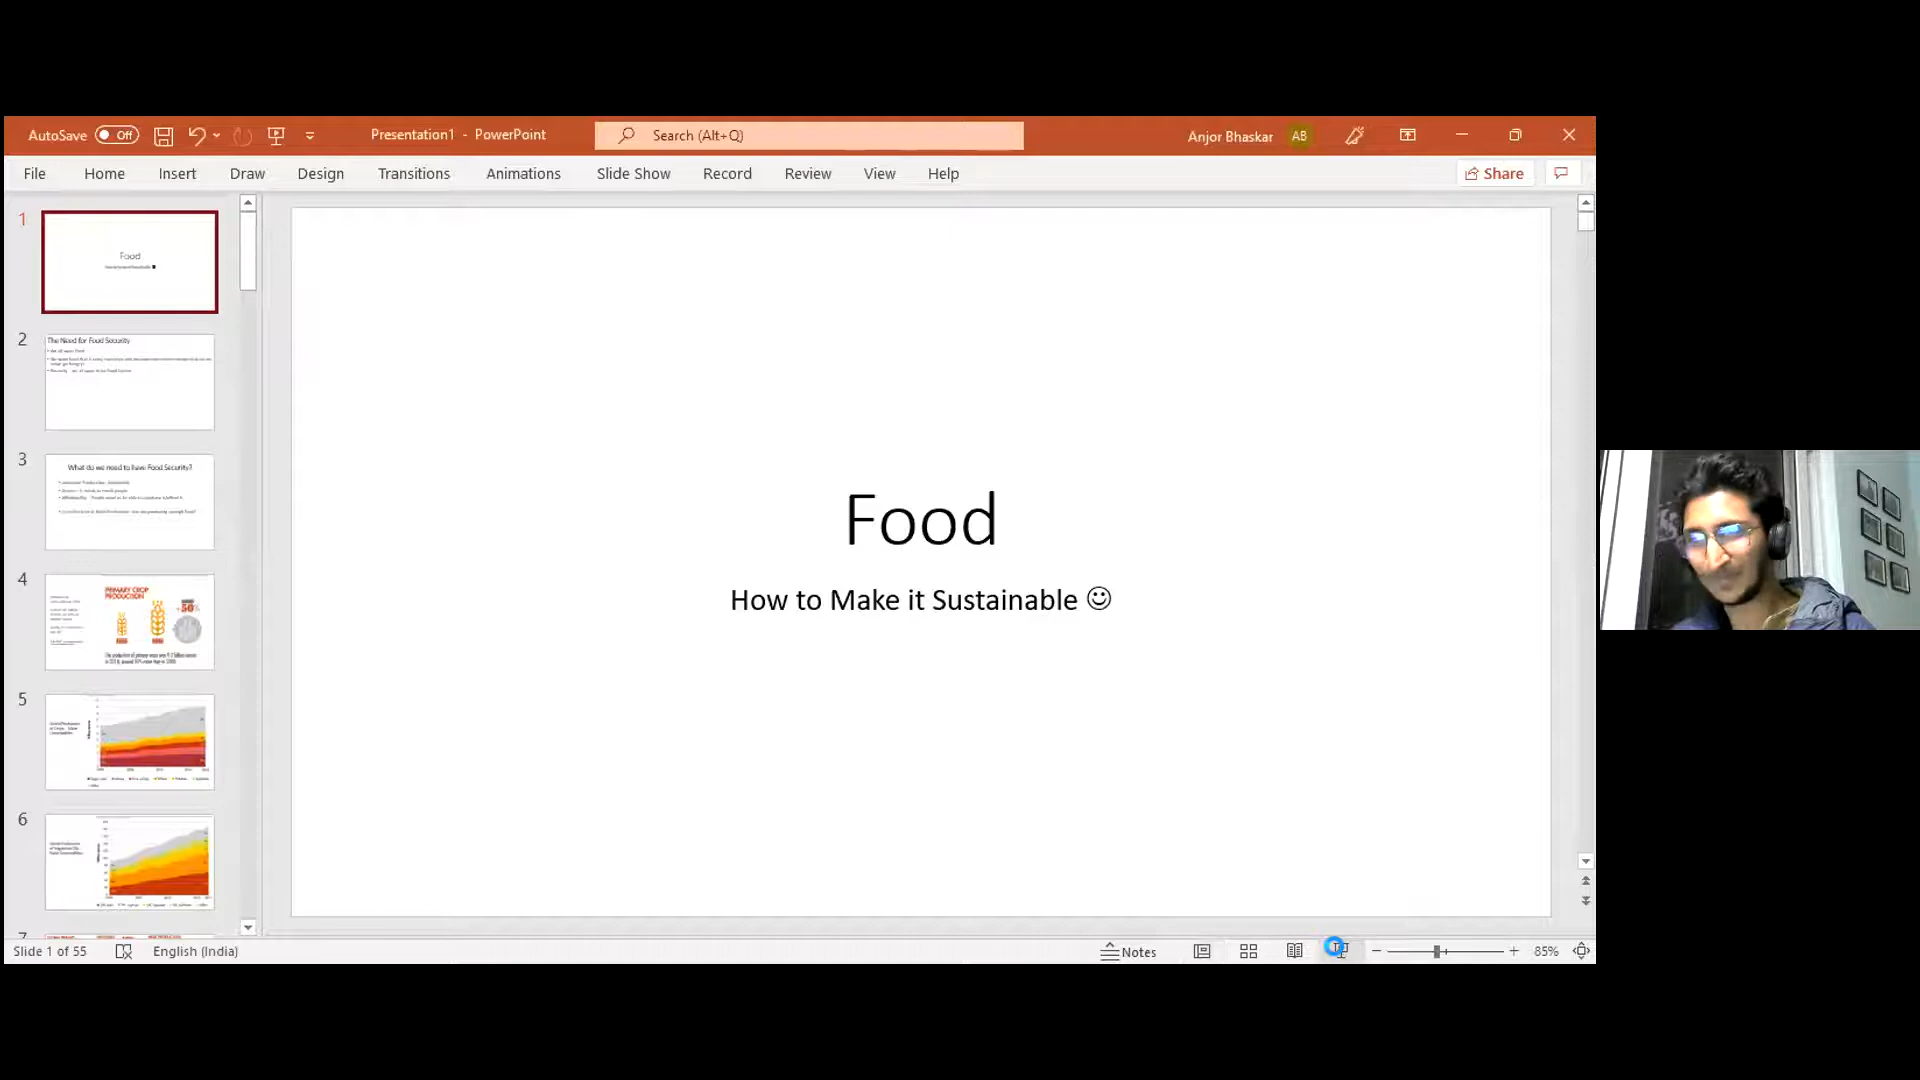 AutoSave Off Presentation1 - PowerPoint Search (Alt+Q) Anjor Bhaskar AB
File Home Insert Draw Design Transitions Animations Slide Show Record Review View Help Share
1
Food
2
The Need for Food Security
3
What do we need to have Food Security?
4
PRIMARY CROP
PRODUCTION
+50%
5
6
7
Food
How to Make it Sustainable ☺
Slide 1 of 55 English (India) Notes 85%